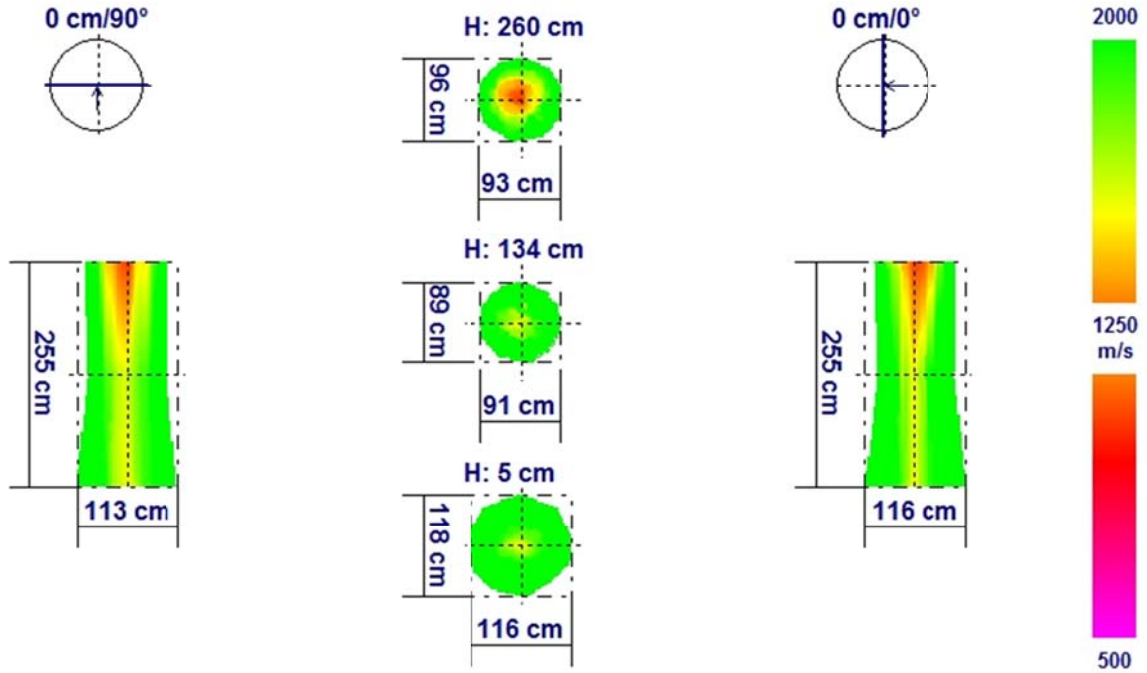 0 cm/90°
H: 260 cm
0 cm/0°
2000
96 cm
93 cm
H: 134 cm
255 cm
89 cm
255 cm
1250
m/s
91 cm
H: 5 cm
113 cm
118 cm
116 cm
116 cm
500